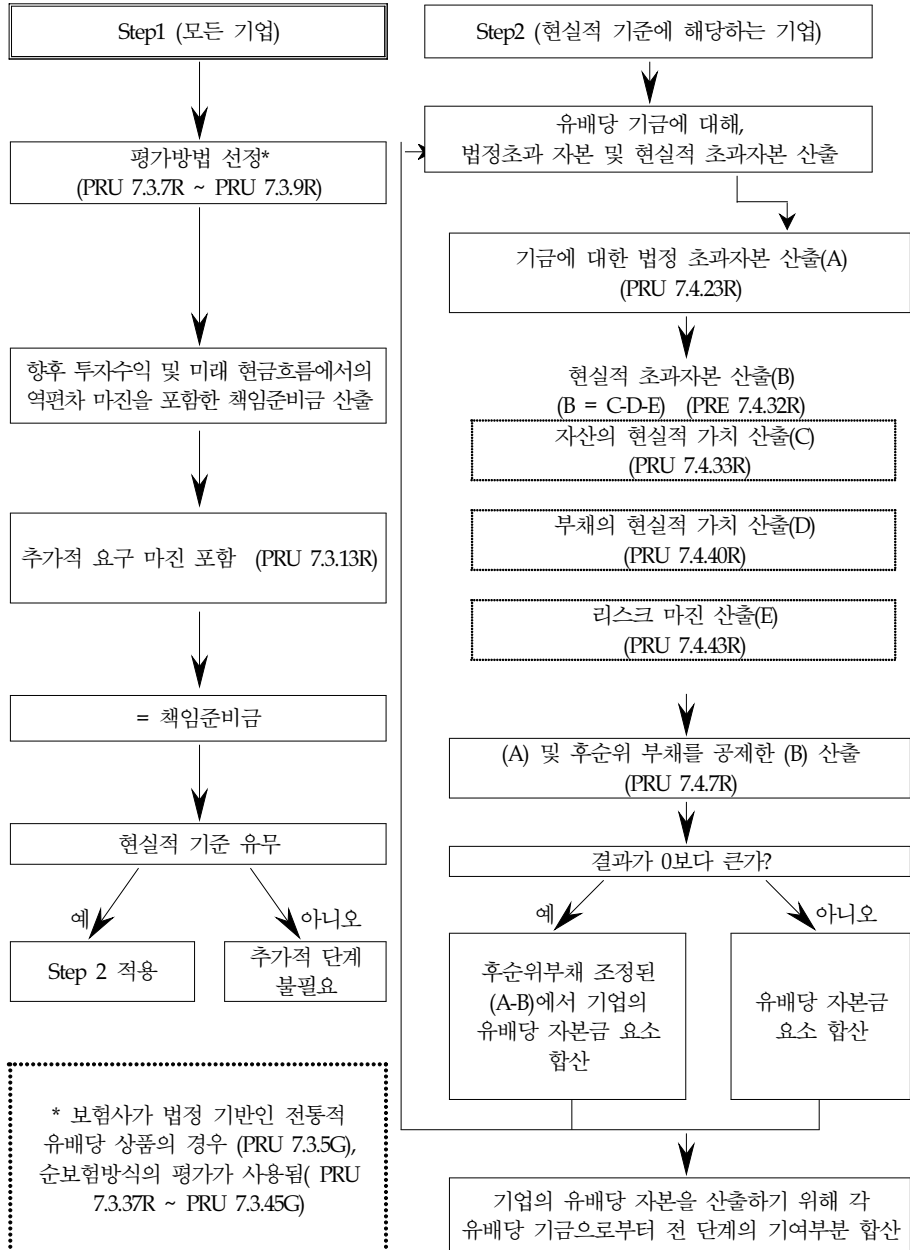 Step1 (모든 기업)
평가방법 선정*
(PRU 7.3.7R ~ PRU 7.3.9R)
향후 투자수익 및 미래 현금흐름에서의
역편차 마진을 포함한 책임준비금 산출
추가적 요구 마진 포함 (PRU 7.3.13R)
= 책임준비금
현실적 기준 유무
예
아니오
Step 2 적용
추가적 단계
불필요
* 보험사가 법정 기반인 전통적
유배당 상품의 경우 (PRU 7.3.5G),
순보험방식의 평가가 사용됨( PRU
7.3.37R ~ PRU 7.3.45G)
Step2 (현실적 기준에 해당하는 기업)
유배당 기금에 대해,
법정초과 자본 및 현실적 초과자본 산출
기금에 대한 법정 초과자본 산출(A)
(PRU 7.4.23R)
현실적 초과자본 산출(B)
(B = C-D-E) (PRE 7.4.32R)
자산의 현실적 가치 산출(C)
(PRU 7.4.33R)
부채의 현실적 가치 산출(D)
(PRU 7.4.40R)
리스크 마진 산출(E)
(PRU 7.4.43R)
(A) 및 후순위 부채를 공제한 (B) 산출
(PRU 7.4.7R)
결과가 0보다 큰가?
예
아니오
후순위부채 조정된
(A-B)에서 기업의
유배당 자본금 요소
합산
유배당 자본금
요소 합산
기업의 유배당 자본을 산출하기 위해 각
유배당 기금으로부터 전 단계의 기여부분 합산